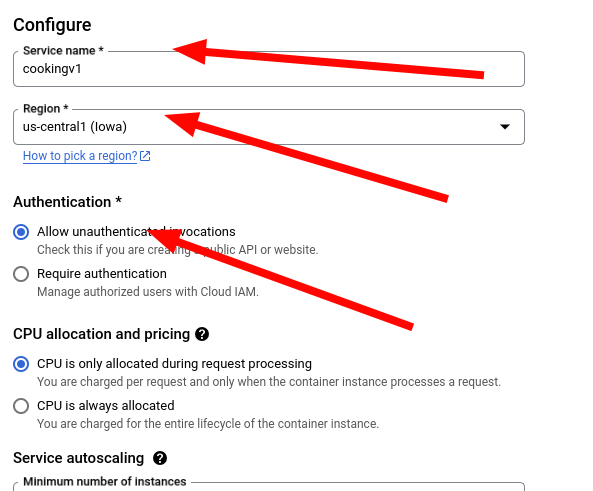 Configure
Service name *
cookingv1
Region *
us-central1 (Iowa)
How to pick a region?
Authentication *
Allow unauthenticated invocations
Check this if you are creating a public API or website.
Require authentication
Manage authorized users with Cloud IAM.
CPU allocation and pricing ?
CPU is only allocated during request processing
You are charged per request and only when the container instance processes a request.
CPU is always allocated
You are charged for the entire lifecycle of the container instance.
Service autoscaling ?
Minimum number of instances